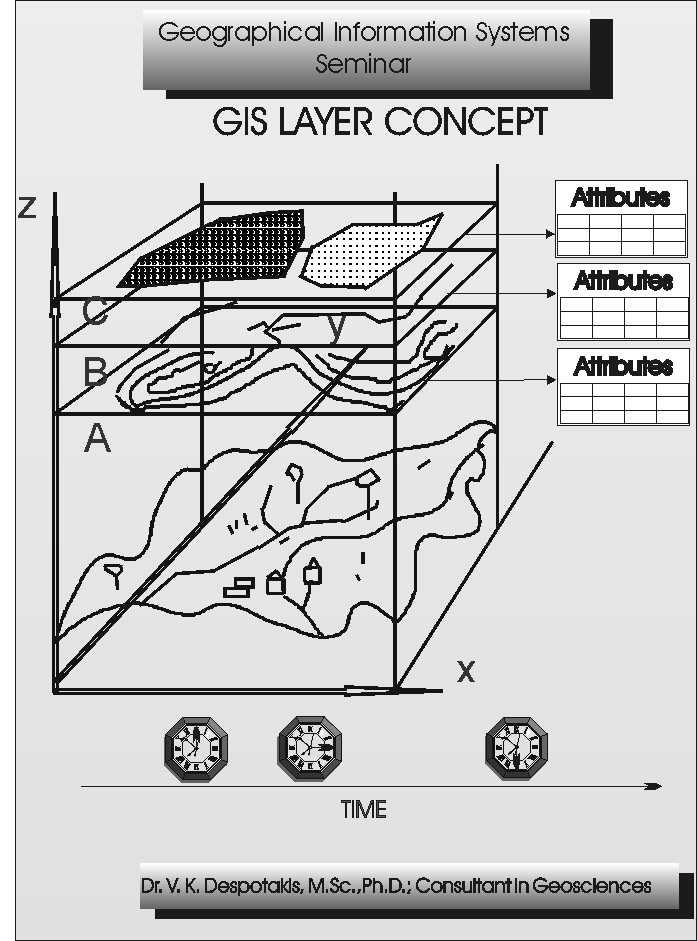 Geographical Information Systems
Seminar
GIS LAYER CONCEPT
z
Attributes
C
y
Attributes
B
Attributes
A
x
TIME
Dr. V. K. Despotakis, M.Sc.,Ph.D.; Consultant in Geosciences